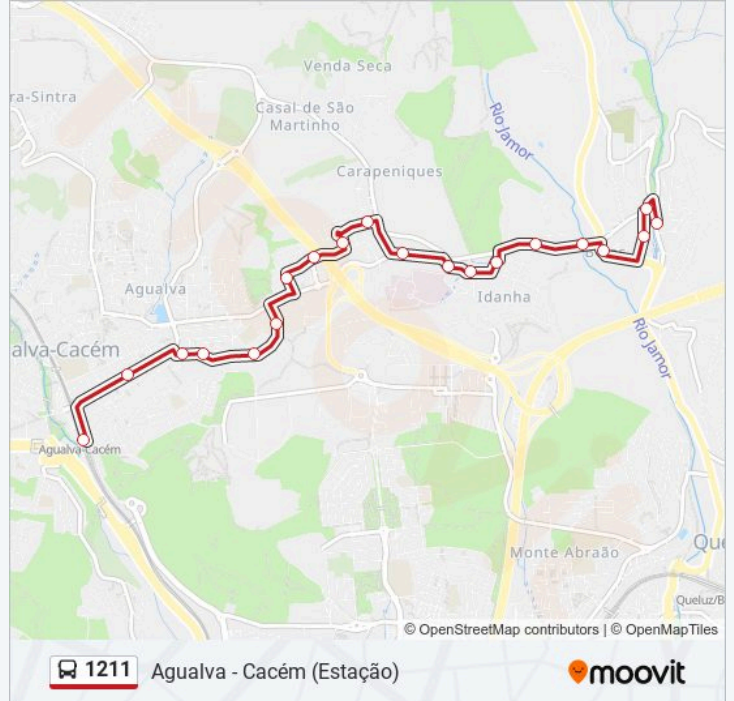 Venda Seca
ra-Sintra
Casal de São
Martinho
Rio Jamor
Carapeniques
Agualva
Idanha
alva-Cacém
Rio Jamor
Agualva-Cacém
Monte Abraão
Que
Queluz/B
© OpenStreetMap contributors | © OpenMapTiles
1211 Agualva - Cacém (Estação) moovit